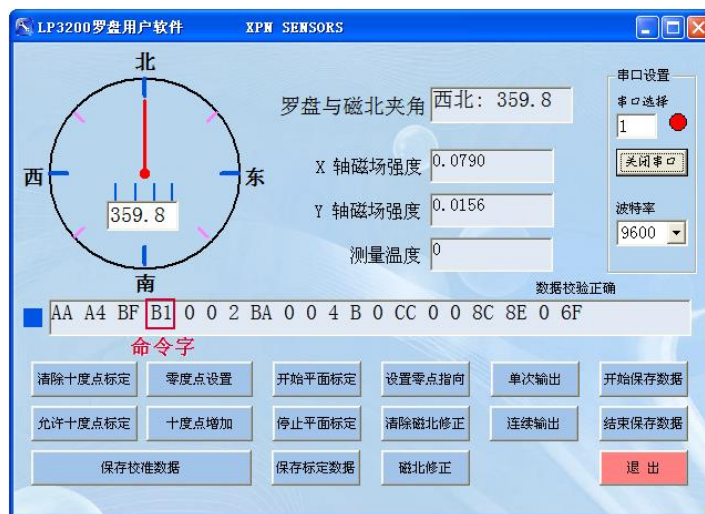 LP3200罗盘用户软件 XPN SENSORS
北
西
东
南
359.8
罗盘与磁北夹角 西北: 359.8
X 轴磁场强度 0.0790
Y 轴磁场强度 0.0156
测量温度 0
串口设置
串口选择
1
关闭串口
波特率
9600
数据校验正确
AA A4 BF B1 0 0 2 BA 0 0 4 B 0 CC 0 0 8C 8E 0 6F
命令字
清除十度点标定 零度点设置 开始平面标定 设置零点指向 单次输出 开始保存数据
允许十度点标定 十度点增加 停止平面标定 清除磁北修正 连续输出 结束保存数据
保存校准数据 保存标定数据 磁北修正 退 出